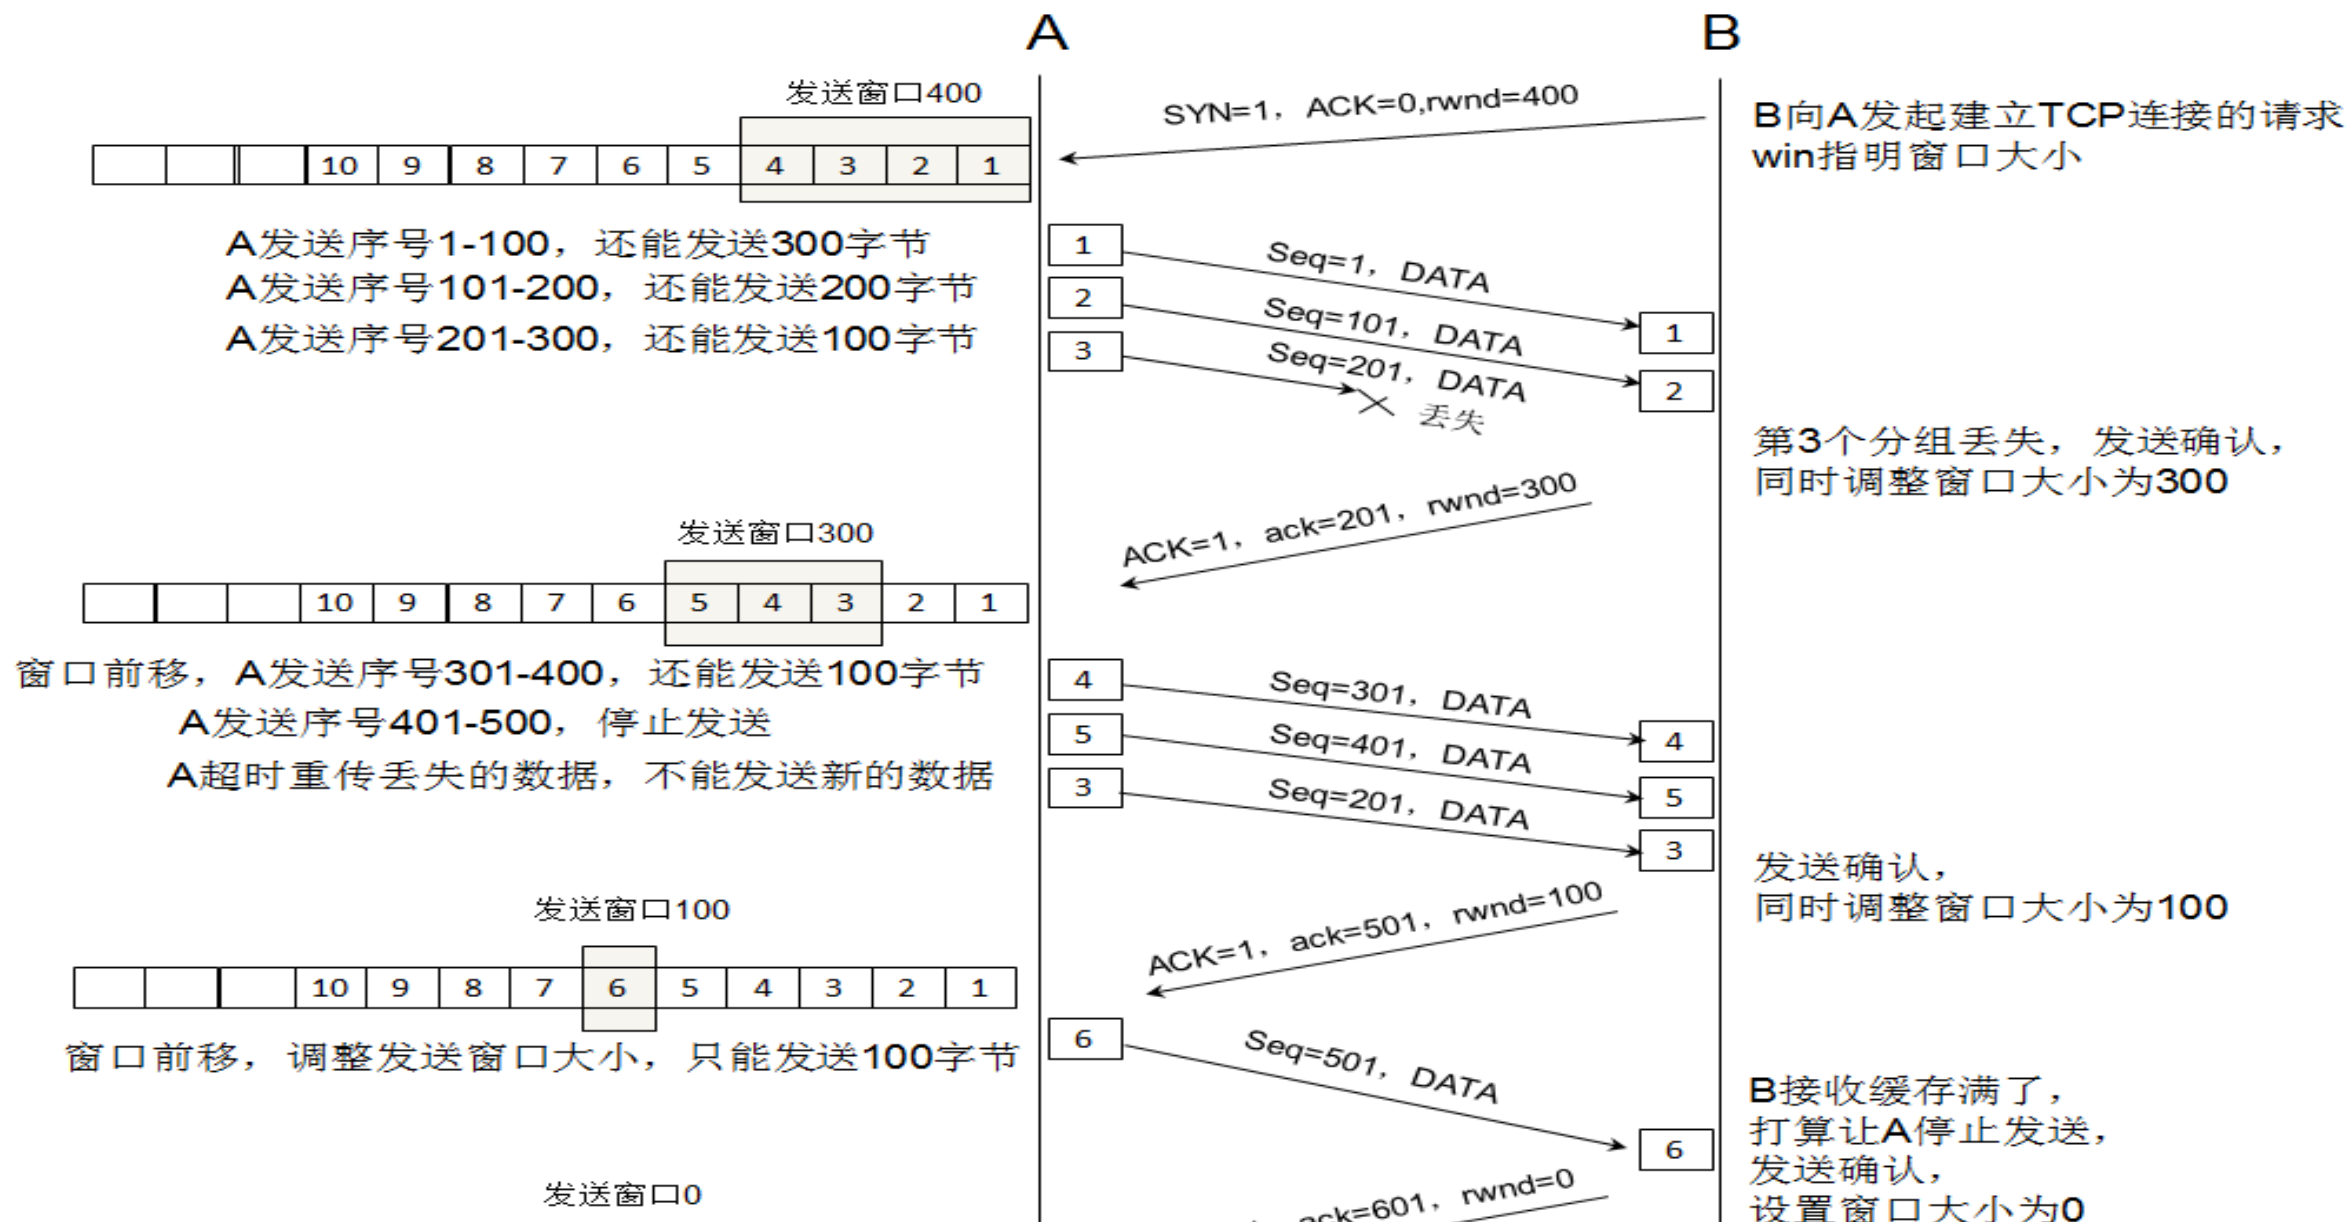 A
B
发送窗口400
SYN=1，ACK=0,rwnd=400
B向A发起建立TCP连接的请求
win指明窗口大小
10 9 8 7 6 5 4 3 2 1
A发送序号1-100，还能发送300字节
A发送序号101-200，还能发送200字节
A发送序号201-300，还能发送100字节
1
Seq=1，DATA
1
2
Seq=101，DATA
2
3
Seq=201，DATA
丢失
第3个分组丢失，发送确认，
同时调整窗口大小为300
ACK=1，ack=201，rwnd=300
发送窗口300
10 9 8 7 6 5 4 3 2 1
窗口前移，A发送序号301-400，还能发送100字节
A发送序号401-500，停止发送
A超时重传丢失的数据，不能发送新的数据
4
Seq=301，DATA
4
5
Seq=401，DATA
5
3
Seq=201，DATA
3
发送确认，
同时调整窗口大小为100
ACK=1，ack=501，rwnd=100
发送窗口100
10 9 8 7 6 5 4 3 2 1
窗口前移，调整发送窗口大小，只能发送100字节
6
Seq=501，DATA
6
B接收缓存满了，
打算让A停止发送，
发送确认，
设置窗口大小为0
发送窗口0
ack=601，rwnd=0